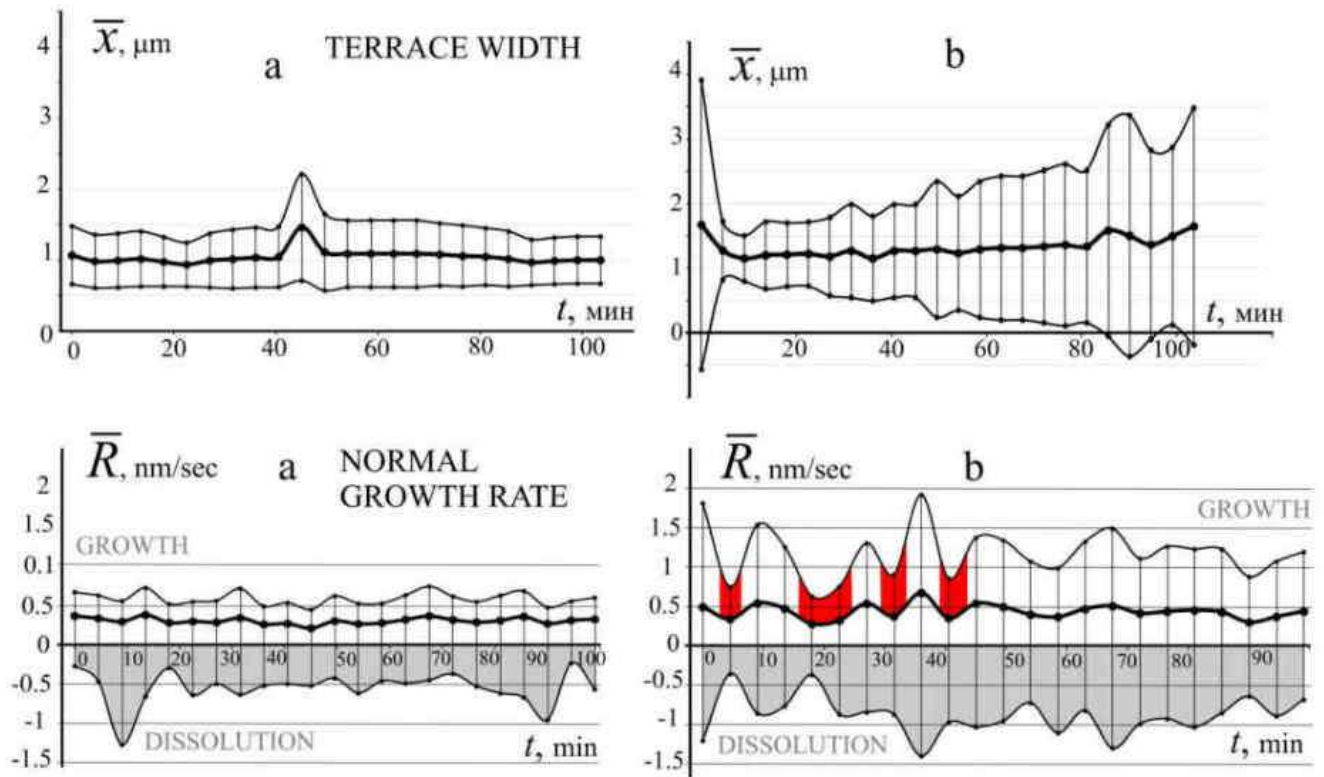 x̄, μm
a
TERRACE WIDTH
4
3
2
1
0
t, мин
0 20 40 60 80 100
b
x̄, μm
4
3
2
1
0
t, мин
20 40 60 80 100
R̄, nm/sec
a
NORMAL
GROWTH RATE
2
1.5
GROWTH
0.1
0.5
0
0 10 20 30 40 50 60 70 80 90 100
-0.5
-1
DISSOLUTION
t, min
-1.5
R̄, nm/sec
b
2
GROWTH
1.5
1
0.5
0
0 10 20 30 40 50 60 70 80 90
-0.5
-1
DISSOLUTION
t, min
-1.5